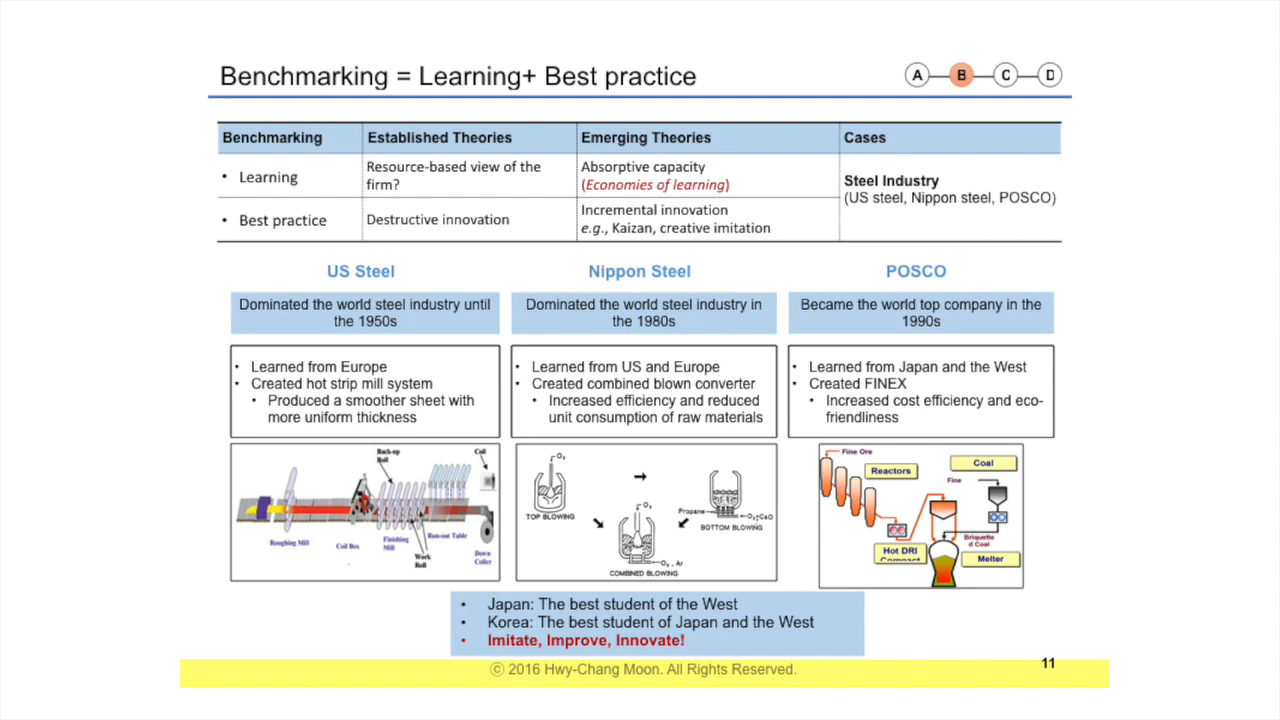 Benchmarking = Learning+ Best practice
A B C D
Benchmarking Established Theories Emerging Theories Cases
• Learning
Resource-based view of the
firm?
Absorptive capacity
(Economies of learning)
Steel Industry
(US steel, Nippon steel, POSCO)
• Best practice
Destructive innovation
Incremental innovation
e.g., Kaizan, creative imitation
US Steel
Dominated the world steel industry until
the 1950s
• Learned from Europe
• Created hot strip mill system
• Produced a smoother sheet with
more uniform thickness
Back-up
Roll
Coil
Roughing Mill
Coil Box
Finishing
Mill
Run-out Table
Work
Roll
Down
Coiler
Nippon Steel
Dominated the world steel industry in
the 1980s
• Learned from US and Europe
• Created combined blown converter
• Increased efficiency and reduced
unit consumption of raw materials
O₂
TOP BLOWING
Propane
O₂+CaO
BOTTOM BLOWING
O₂
O₂, Ar
COMBINED BLOWING
POSCO
Became the world top company in the
1990s
• Learned from Japan and the West
• Created FINEX
• Increased cost efficiency and eco-
friendliness
Fine Ore
Reactors
Coal
Fine
Briquette
d Coal
Hot DRI
Compact
Melter
• Japan: The best student of the West
• Korea: The best student of Japan and the West
• Imitate, Improve, Innovate!
ⓒ 2016 Hwy-Chang Moon. All Rights Reserved.
11